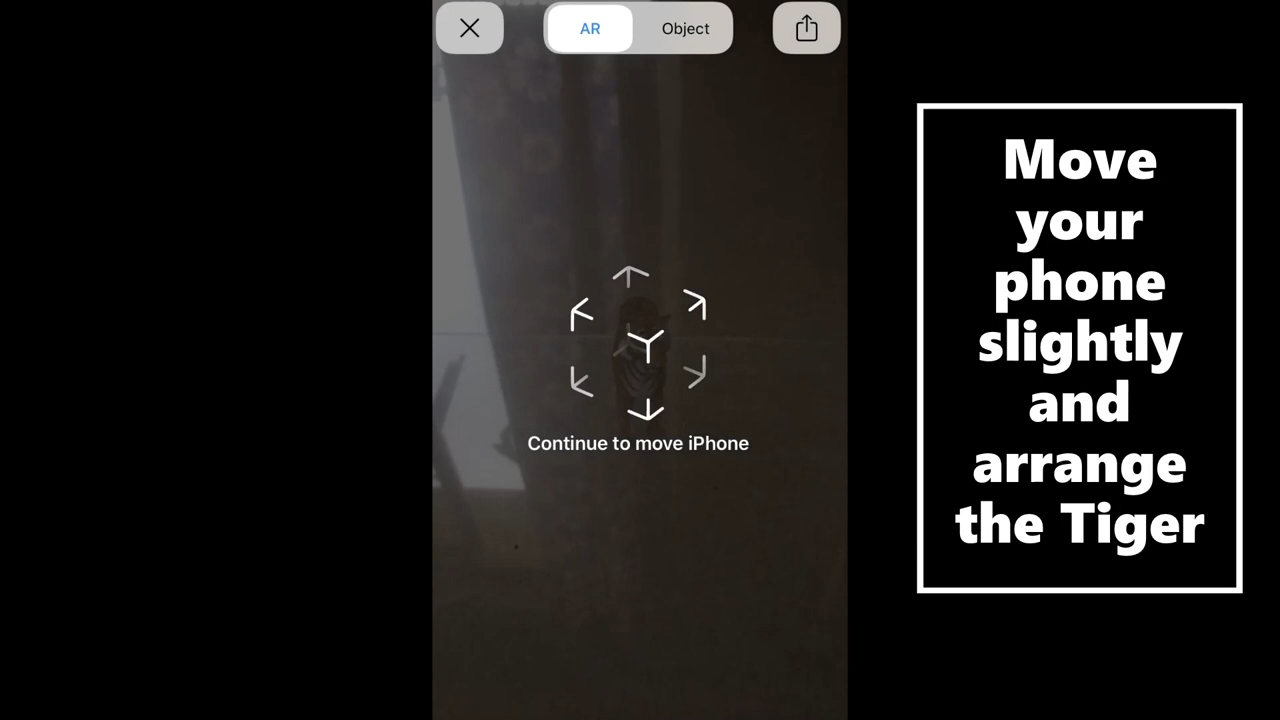 AR
Object
Continue to move iPhone
Move
your
phone
slightly
and
arrange
the Tiger